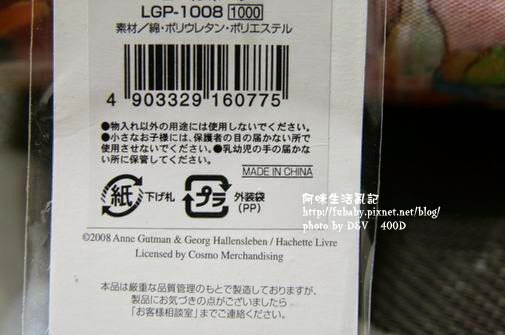 LGP-1008 1000
素材／綿・ポリウレタン・ポリエステル
4 903329 160775
●物入れ以外の用途には使用しないでください。
●小さなお子様には、保護者の目の届かない所で
使用させないでください。●乳幼児の手の届かな
い所に保管してください。
MADE IN CHINA
紙 下げ札 プラ 外装袋
(PP)
阿咪生活亂記
http://fubaby.pixnet.net/blog/
photo by D&V 400D
©2008 Anne Gutman & Georg Hallensleben / Hachette Livre
Licensed by Cosmo Merchandising
本品は厳重な品質管理のもとで製造しておりますが、
製品にお気づきの点がございましたら
「お客様相談室」までご連絡ください。